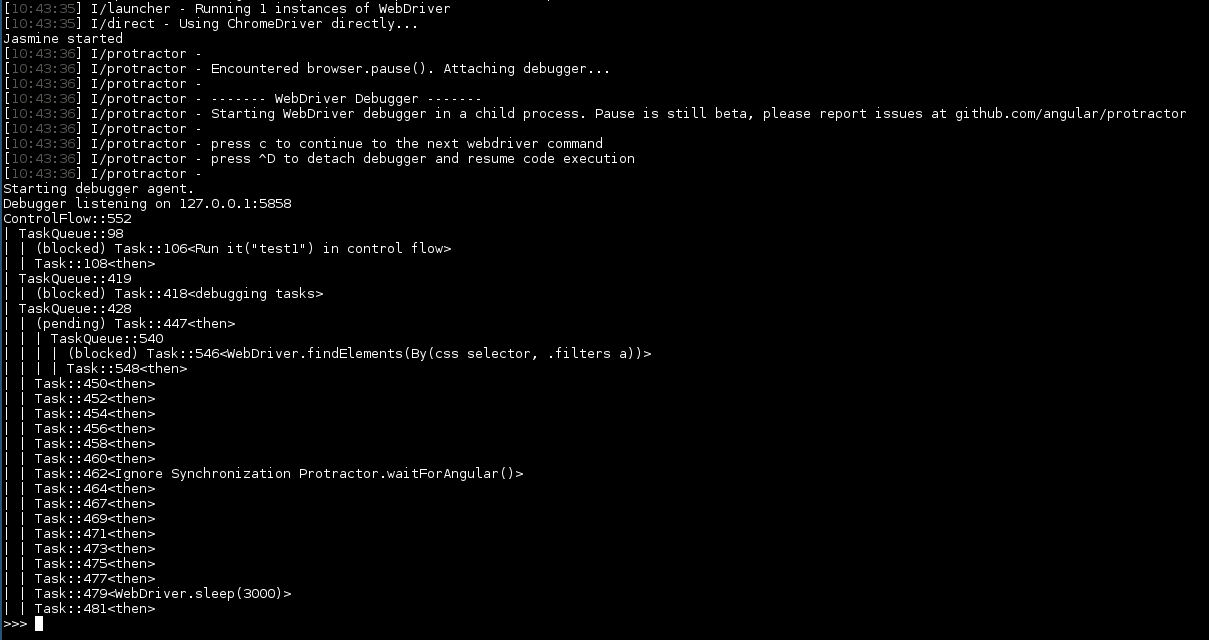 [10:43:35] I/launcher - Running 1 instances of WebDriver
[10:43:35] I/direct - Using ChromeDriver directly...
Jasmine started
[10:43:36] I/protractor -
[10:43:36] I/protractor - Encountered browser.pause(). Attaching debugger...
[10:43:36] I/protractor -
[10:43:36] I/protractor - ------- WebDriver Debugger -------
[10:43:36] I/protractor - Starting WebDriver debugger in a child process. Pause is still beta, please report issues at github.com/angular/protractor
[10:43:36] I/protractor -
[10:43:36] I/protractor - press c to continue to the next webdriver command
[10:43:36] I/protractor - press ^D to detach debugger and resume code execution
[10:43:36] I/protractor -
Starting debugger agent.
Debugger listening on 127.0.0.1:5858
ControlFlow::552
| TaskQueue::98
| | (blocked) Task::106<Run it("test1") in control flow>
| | Task::108<then>
| TaskQueue::419
| | (blocked) Task::418<debugging tasks>
| TaskQueue::428
| | (pending) Task::447<then>
| | | TaskQueue::540
| | | | (blocked) Task::546<WebDriver.findElements(By(css selector, .filters a))>
| | | | Task::548<then>
| | Task::450<then>
| | Task::452<then>
| | Task::454<then>
| | Task::456<then>
| | Task::458<then>
| | Task::460<then>
| | Task::462<Ignore Synchronization Protractor.waitForAngular()>
| | Task::464<then>
| | Task::467<then>
| | Task::469<then>
| | Task::471<then>
| | Task::473<then>
| | Task::475<then>
| | Task::477<then>
| | Task::479<WebDriver.sleep(3000)>
| | Task::481<then>
>>>